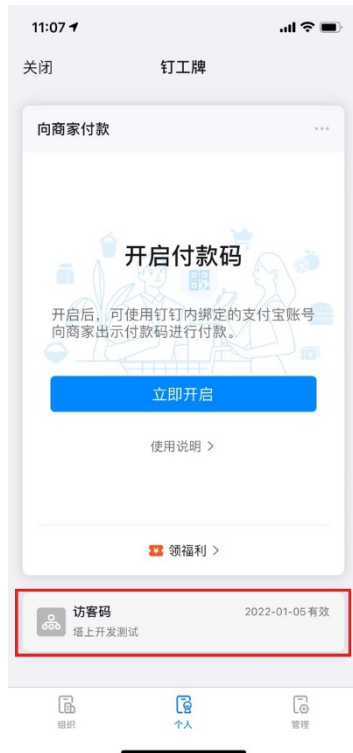 11:07
关闭
钉工牌
向商家付款
开启付款码
开启后，可使用钉钉内绑定的支付宝账号
向商家出示付款码进行付款。
立即开启
使用说明 >
领福利 >
访客码
2022-01-05有效
塔上开发测试
组织
个人
管理